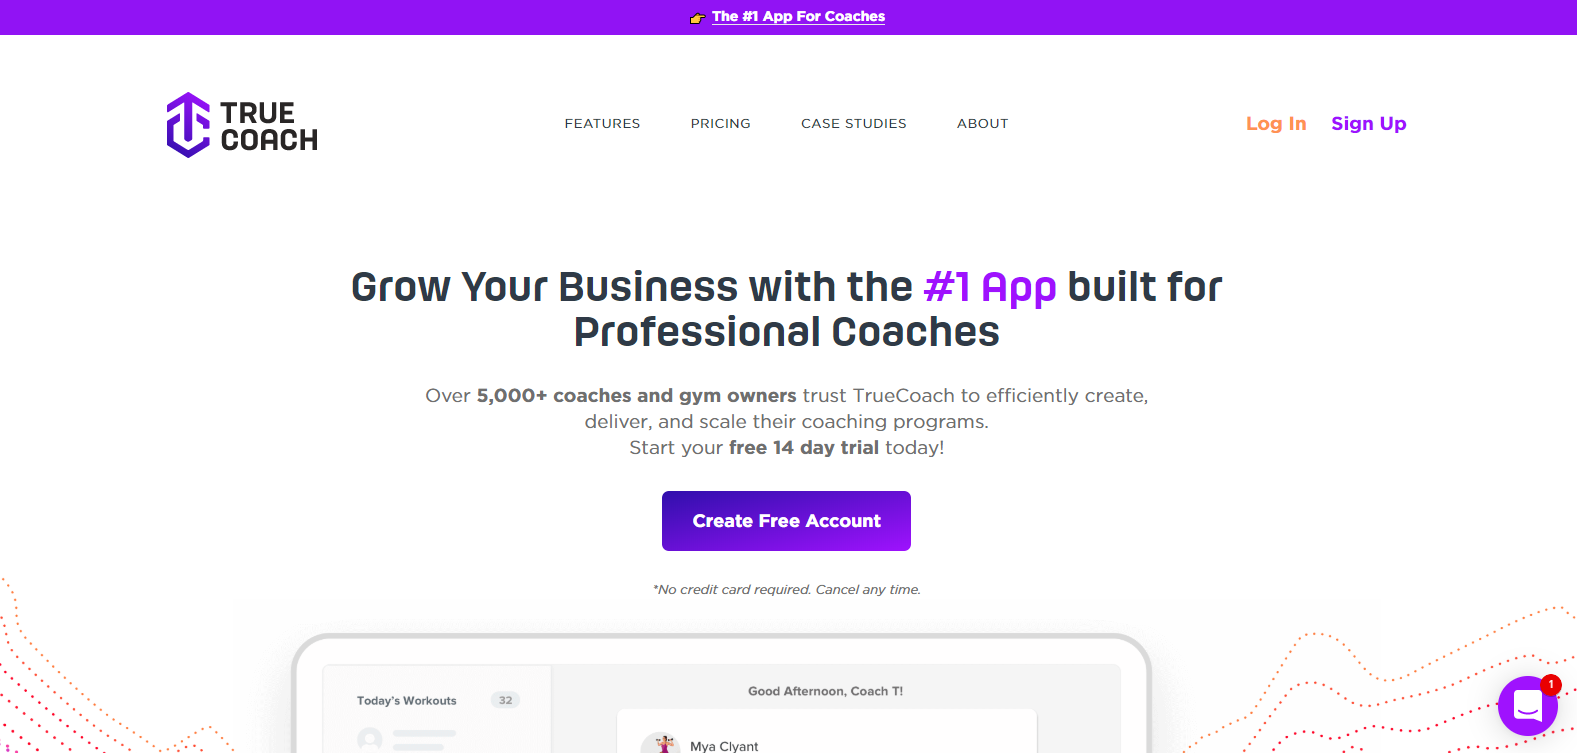 The #1 App For Coaches
TRUE
COACH
FEATURES
PRICING
CASE STUDIES
ABOUT
Log In
Sign Up
Grow Your Business with the #1 App built for
Professional Coaches
Over 5,000+ coaches and gym owners trust TrueCoach to efficiently create,
deliver, and scale their coaching programs.
Start your free 14 day trial today!
Create Free Account
*No credit card required. Cancel any time.
Today's Workouts
32
Good Afternoon, Coach T!
Mya Clyant
1